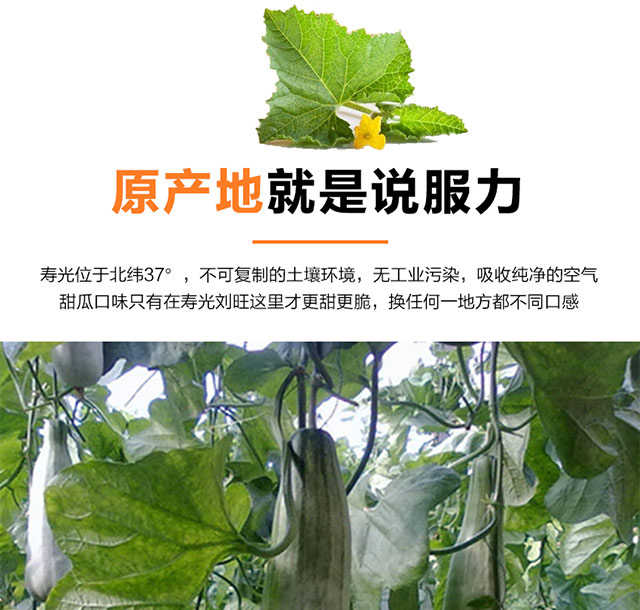 原产地就是说服力
寿光位于北纬37°，不可复制的土壤环境，无工业污染，吸收纯净的空气
甜瓜口味只有在寿光刘旺这里才更甜更脆，换任何一地方都不同口感